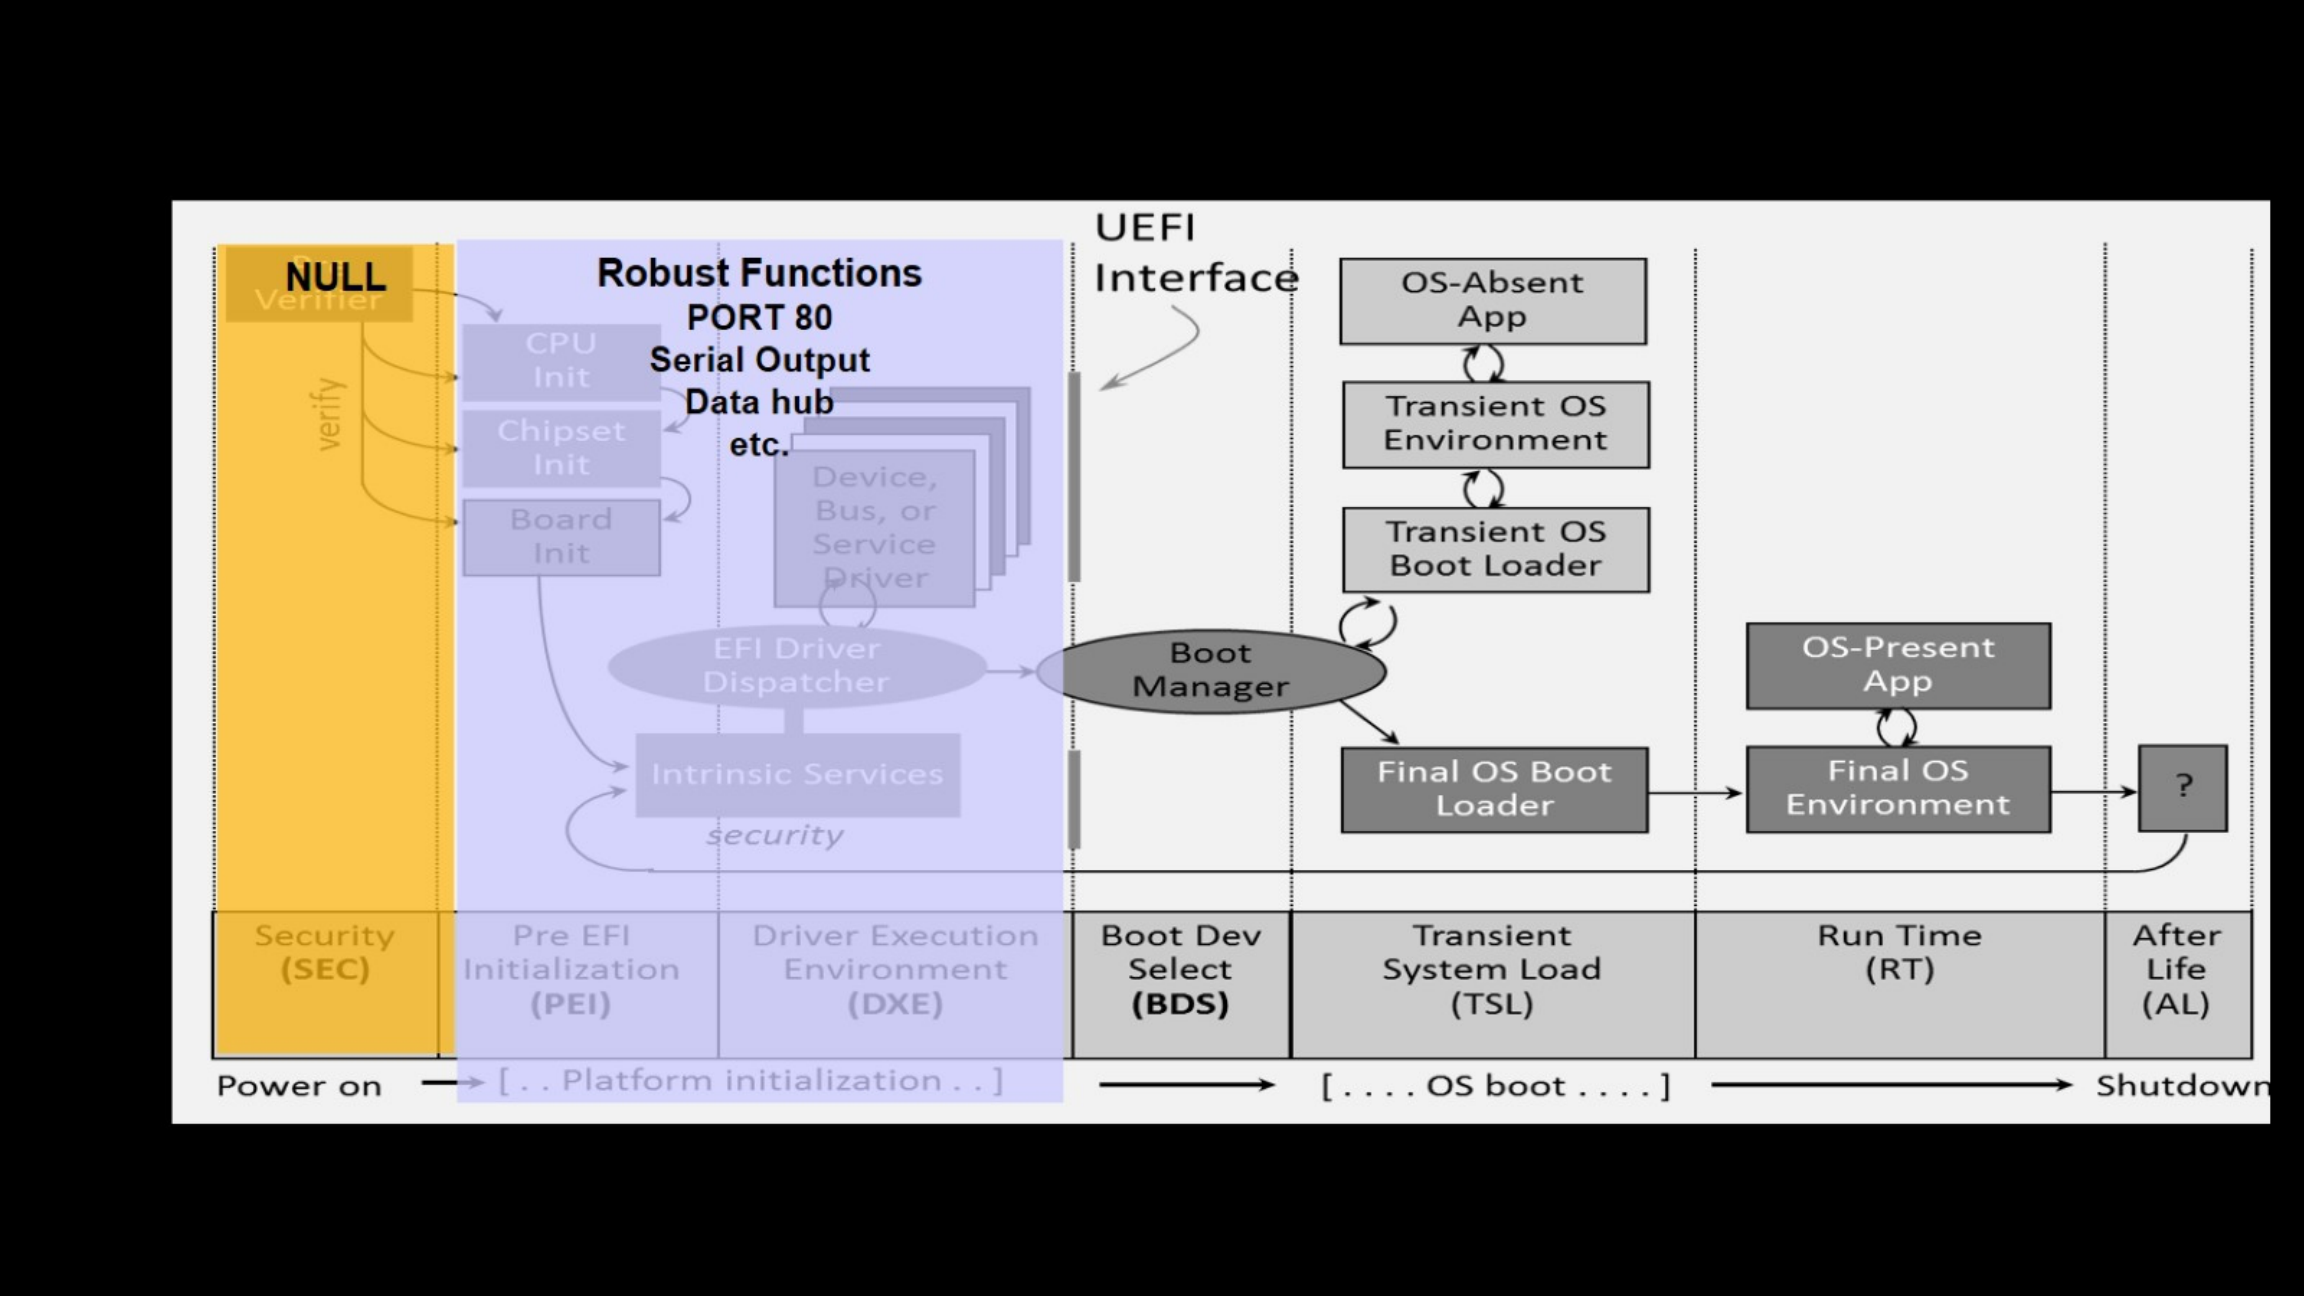 UEFI
Interface
NULL
Verifier
verify
Robust Functions
PORT 80
Serial Output
Data hub
etc.
CPU
Init
Chipset
Init
Board
Init
Device,
Bus, or
Service
Driver
EFI Driver
Dispatcher
Intrinsic Services
security
Boot
Manager
OS-Absent
App
Transient OS
Environment
Transient OS
Boot Loader
Final OS Boot
Loader
OS-Present
App
Final OS
Environment
?
Security
(SEC)
Pre EFI
Initialization
(PEI)
Driver Execution
Environment
(DXE)
Boot Dev
Select
(BDS)
Transient
System Load
(TSL)
Run Time
(RT)
After
Life
(AL)
Power on
[ . . Platform initialization . . ]
[ . . . . OS boot . . . . ]
Shutdown